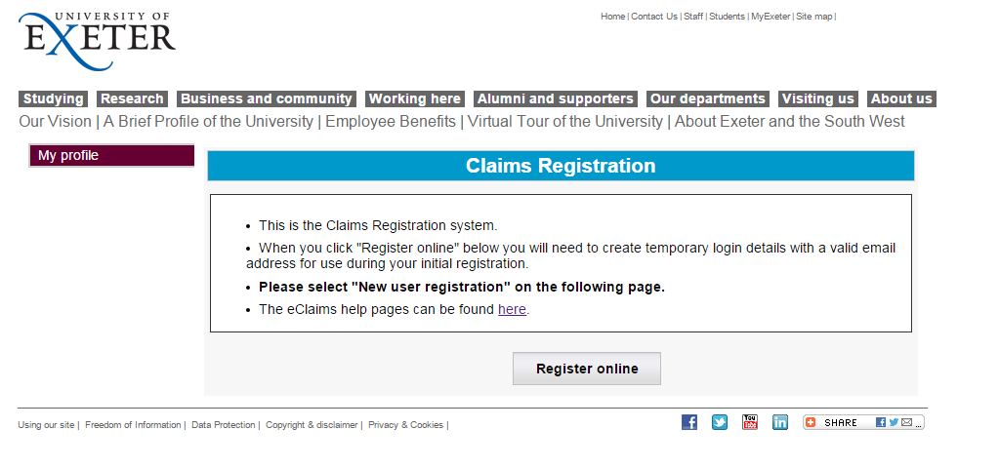 UNIVERSITY OF
EXETER
Home | Contact Us | Staff | Students | MyExeter | Site map |
Studying Research Business and community Working here Alumni and supporters Our departments Visiting us About us
Our Vision | A Brief Profile of the University | Employee Benefits | Virtual Tour of the University | About Exeter and the South West
My profile
Claims Registration
• This is the Claims Registration system.
• When you click "Register online" below you will need to create temporary login details with a valid email
address for use during your initial registration.
• Please select "New user registration" on the following page.
• The eClaims help pages can be found here.
Register online
Using our site | Freedom of Information | Data Protection | Copyright & disclaimer | Privacy & Cookies |
f You Tube in SHARE f ...